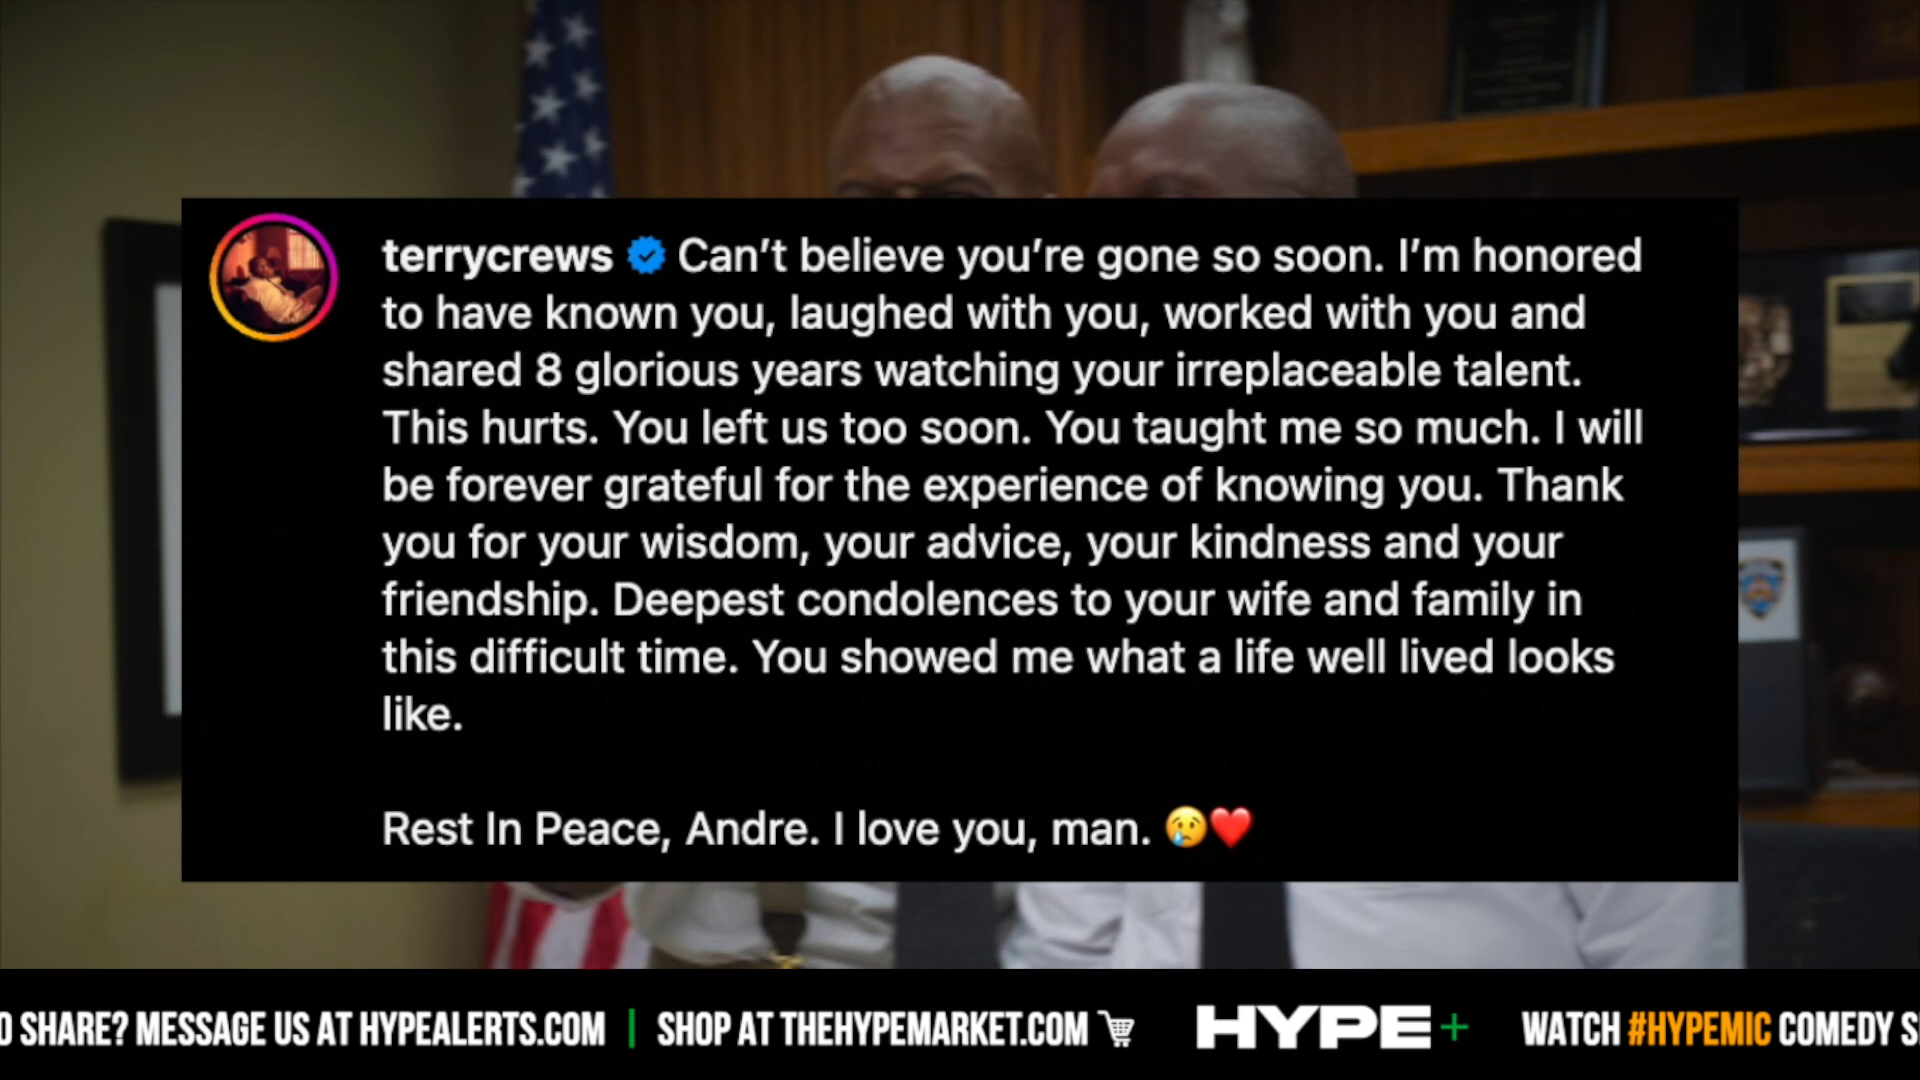 terrycrews Can’t believe you’re gone so soon. I’m honored
to have known you, laughed with you, worked with you and
shared 8 glorious years watching your irreplaceable talent.
This hurts. You left us too soon. You taught me so much. I will
be forever grateful for the experience of knowing you. Thank
you for your wisdom, your advice, your kindness and your
friendship. Deepest condolences to your wife and family in
this difficult time. You showed me what a life well lived looks
like.
Rest In Peace, Andre. I love you, man. 😢❤️
O SHARE? MESSAGE US AT HYPEALERTS.COM | SHOP AT THEHYPEMARKET.COM HYPE+ WATCH #HYPEMIC COMEDY S